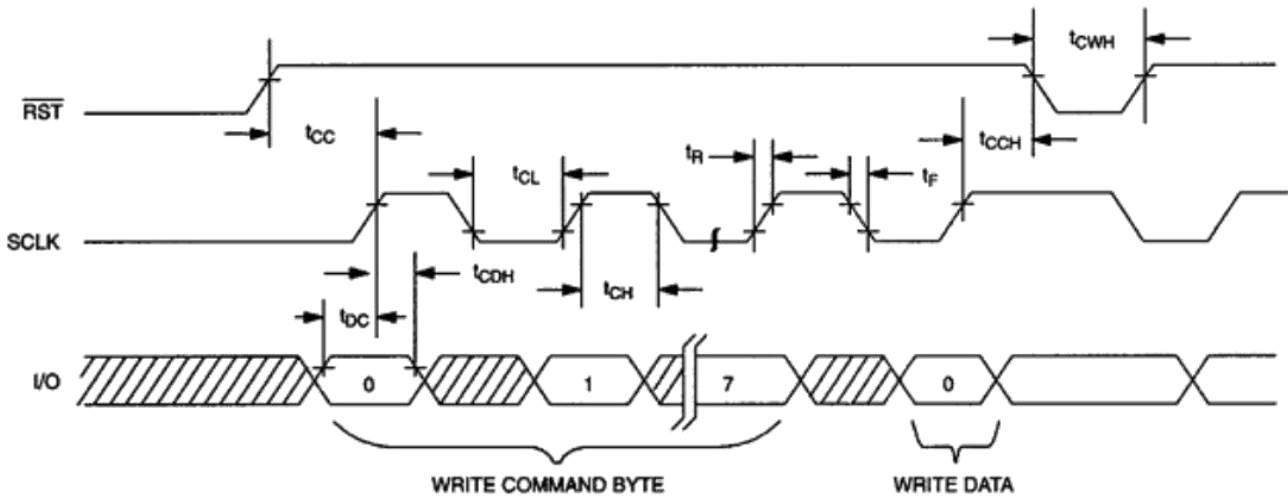 tCWH
RST
tCC
tCCH
tR
tCL
tF
SCLK
tCDH
tCH
tDC
I/O
0
1
7
0
WRITE COMMAND BYTE
WRITE DATA